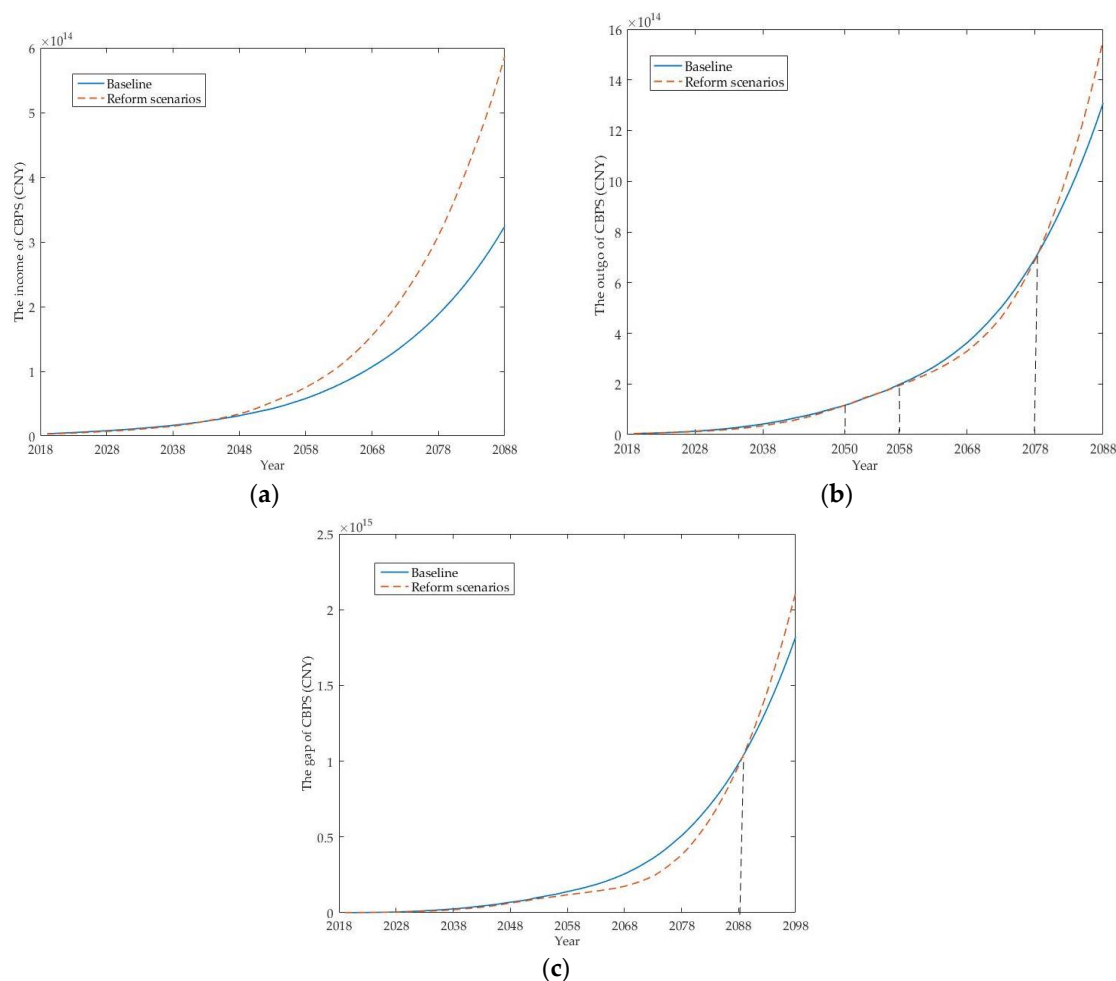 ×10^14
6
5
4
3
2
1
0
The income of CBPS (CNY)
Baseline
Reform scenarios
2018 2028 2038 2048 2058 2068 2078 2088
Year
(a)
×10^14
16
14
12
10
8
6
4
2
0
The outgo of CBPS (CNY)
Baseline
Reform scenarios
2018 2028 2038 2050 2058 2068 2078 2088
Year
(b)
×10^15
2.5
2
1.5
1
0.5
0
The gap of CBPS (CNY)
Baseline
Reform scenarios
2018 2028 2038 2048 2058 2068 2078 2088 2098
Year
(c)